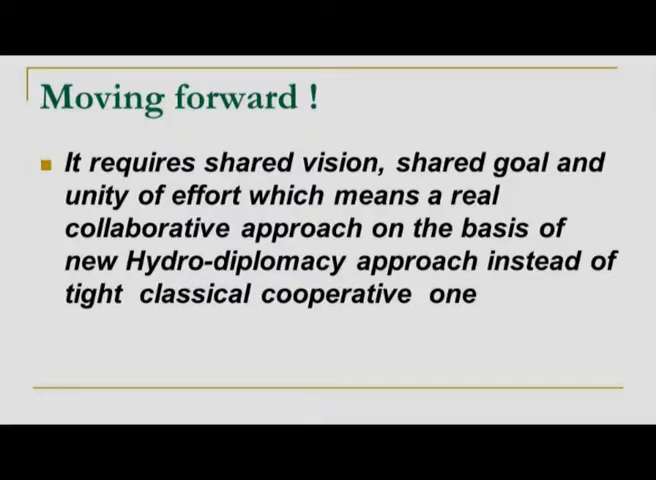 Moving forward !
It requires shared vision, shared goal and
unity of effort which means a real
collaborative approach on the basis of
new Hydro-diplomacy approach instead of
tight classical cooperative one